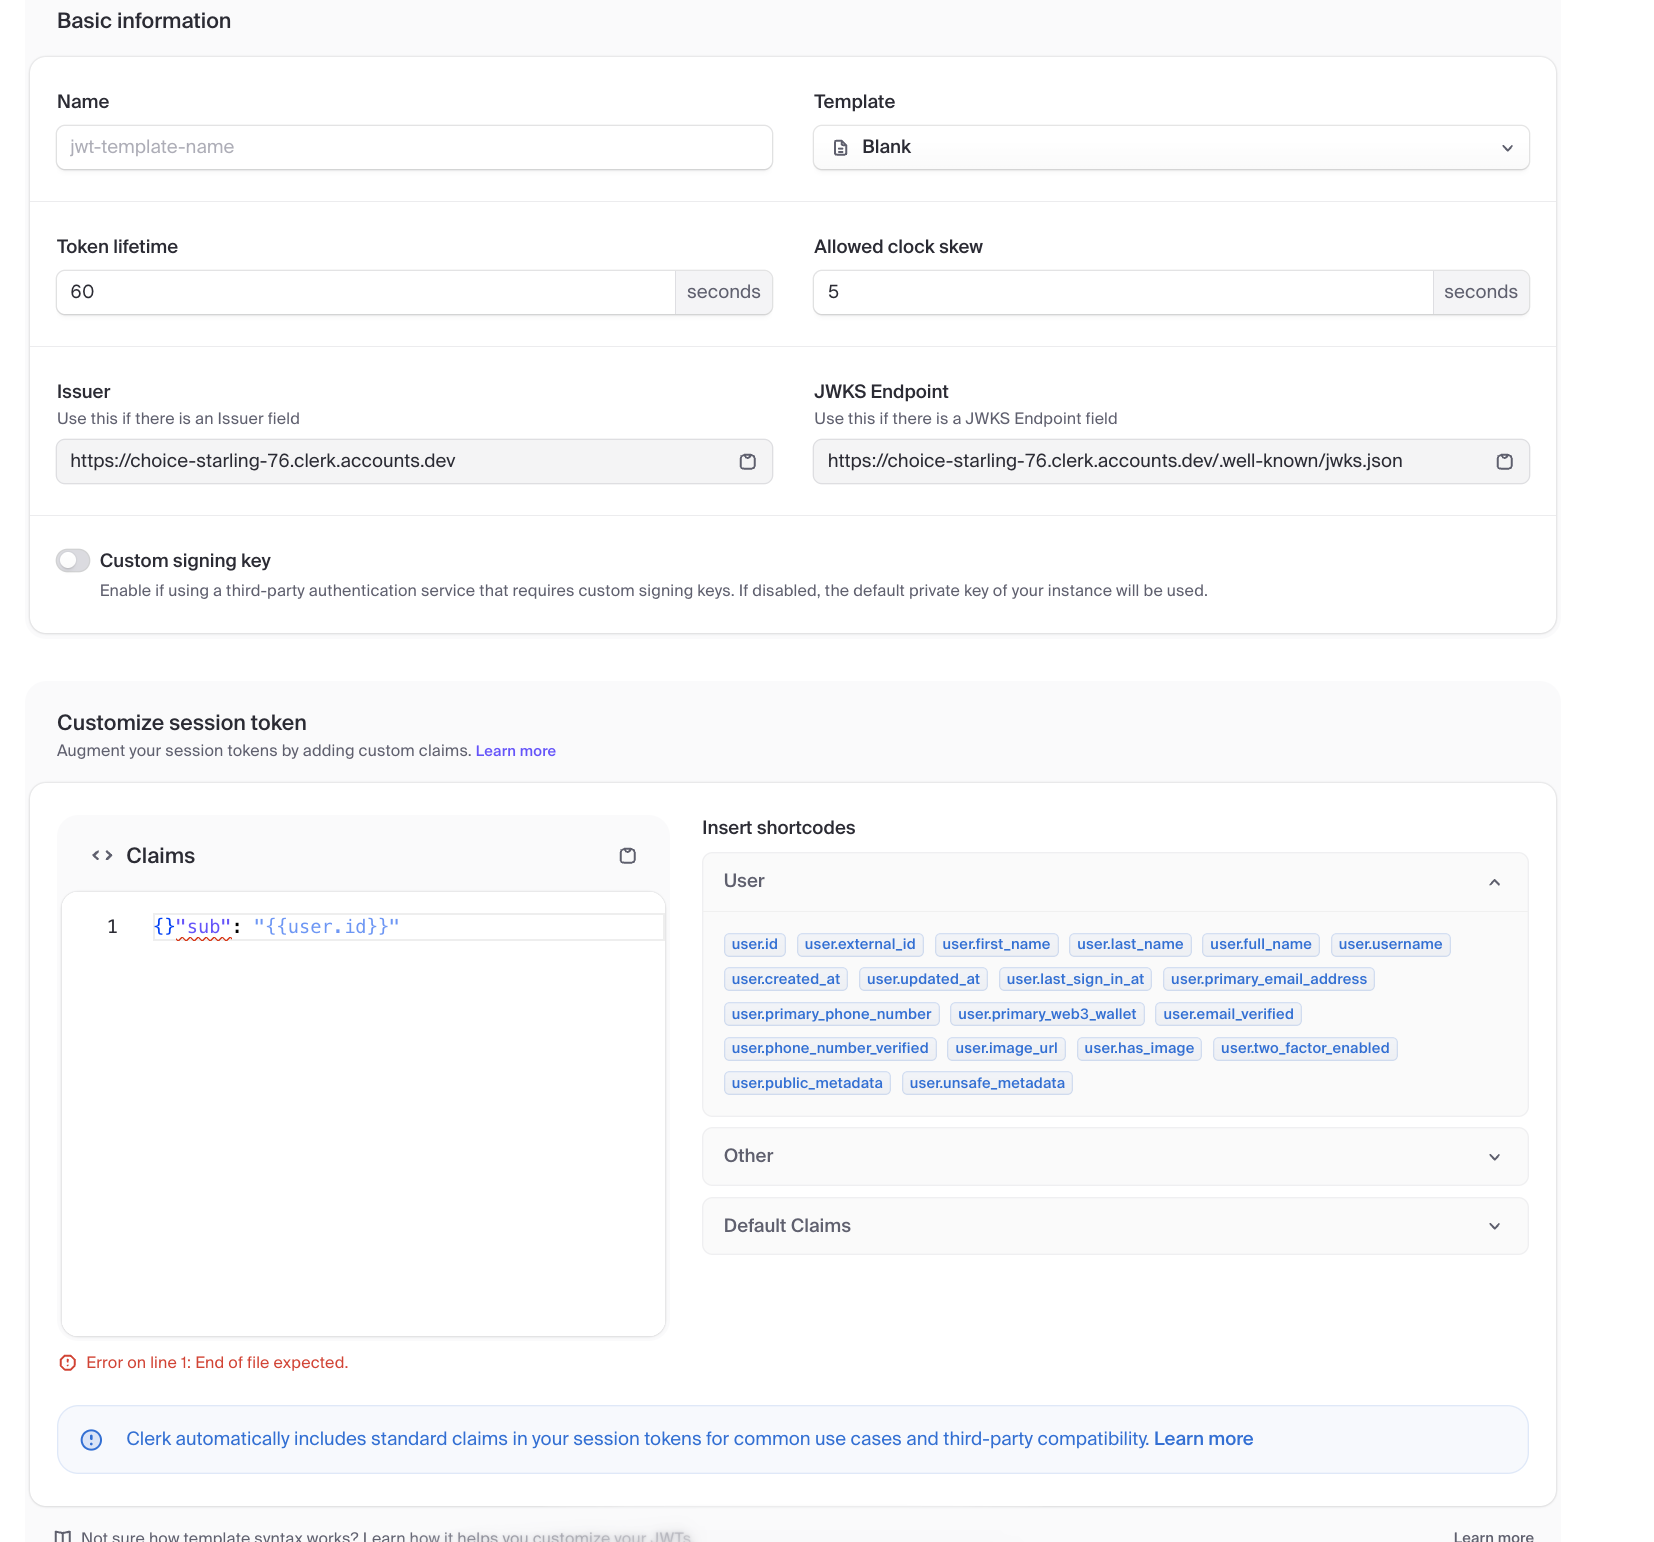 Basic information
Name
Template
jwt-template-name
Blank
Token lifetime
Allowed clock skew
60 seconds
5 seconds
Issuer
Use this if there is an Issuer field
https://choice-starling-76.clerk.accounts.dev
JWKS Endpoint
Use this if there is a JWKS Endpoint field
https://choice-starling-76.clerk.accounts.dev/.well-known/jwks.json
Custom signing key
Enable if using a third-party authentication service that requires custom signing keys. If disabled, the default private key of your instance will be used.
Customize session token
Augment your session tokens by adding custom claims. Learn more
<> Claims
1 {}"sub": "{{user.id}}"
Insert shortcodes
User
user.id user.external_id user.first_name user.last_name user.full_name user.username
user.created_at user.updated_at user.last_sign_in_at user.primary_email_address
user.primary_phone_number user.primary_web3_wallet user.email_verified
user.phone_number_verified user.image_url user.has_image user.two_factor_enabled
user.public_metadata user.unsafe_metadata
Other
Default Claims
Error on line 1: End of file expected.
Clerk automatically includes standard claims in your session tokens for common use cases and third-party compatibility. Learn more
Not sure how template syntax works? Learn how it helps you customize your JWTs
Learn more